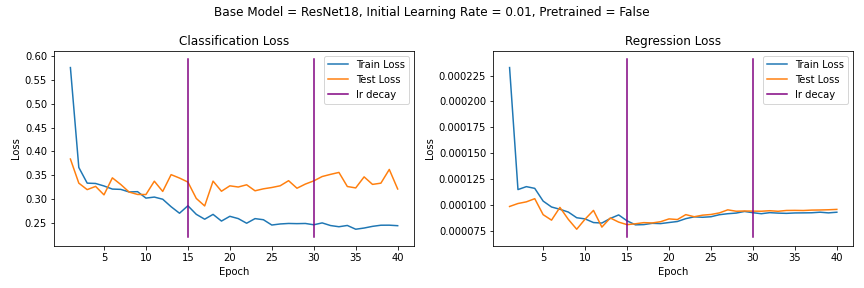 Base Model = ResNet18, Initial Learning Rate = 0.01, Pretrained = False
Classification Loss
0.60
0.55
0.50
0.45
0.40
0.35
0.30
0.25
Loss
5 10 15 20 25 30 35 40
Epoch
Train Loss
Test Loss
lr decay
Regression Loss
0.000225
0.000200
0.000175
0.000150
0.000125
0.000100
0.000075
Loss
5 10 15 20 25 30 35 40
Epoch
Train Loss
Test Loss
lr decay